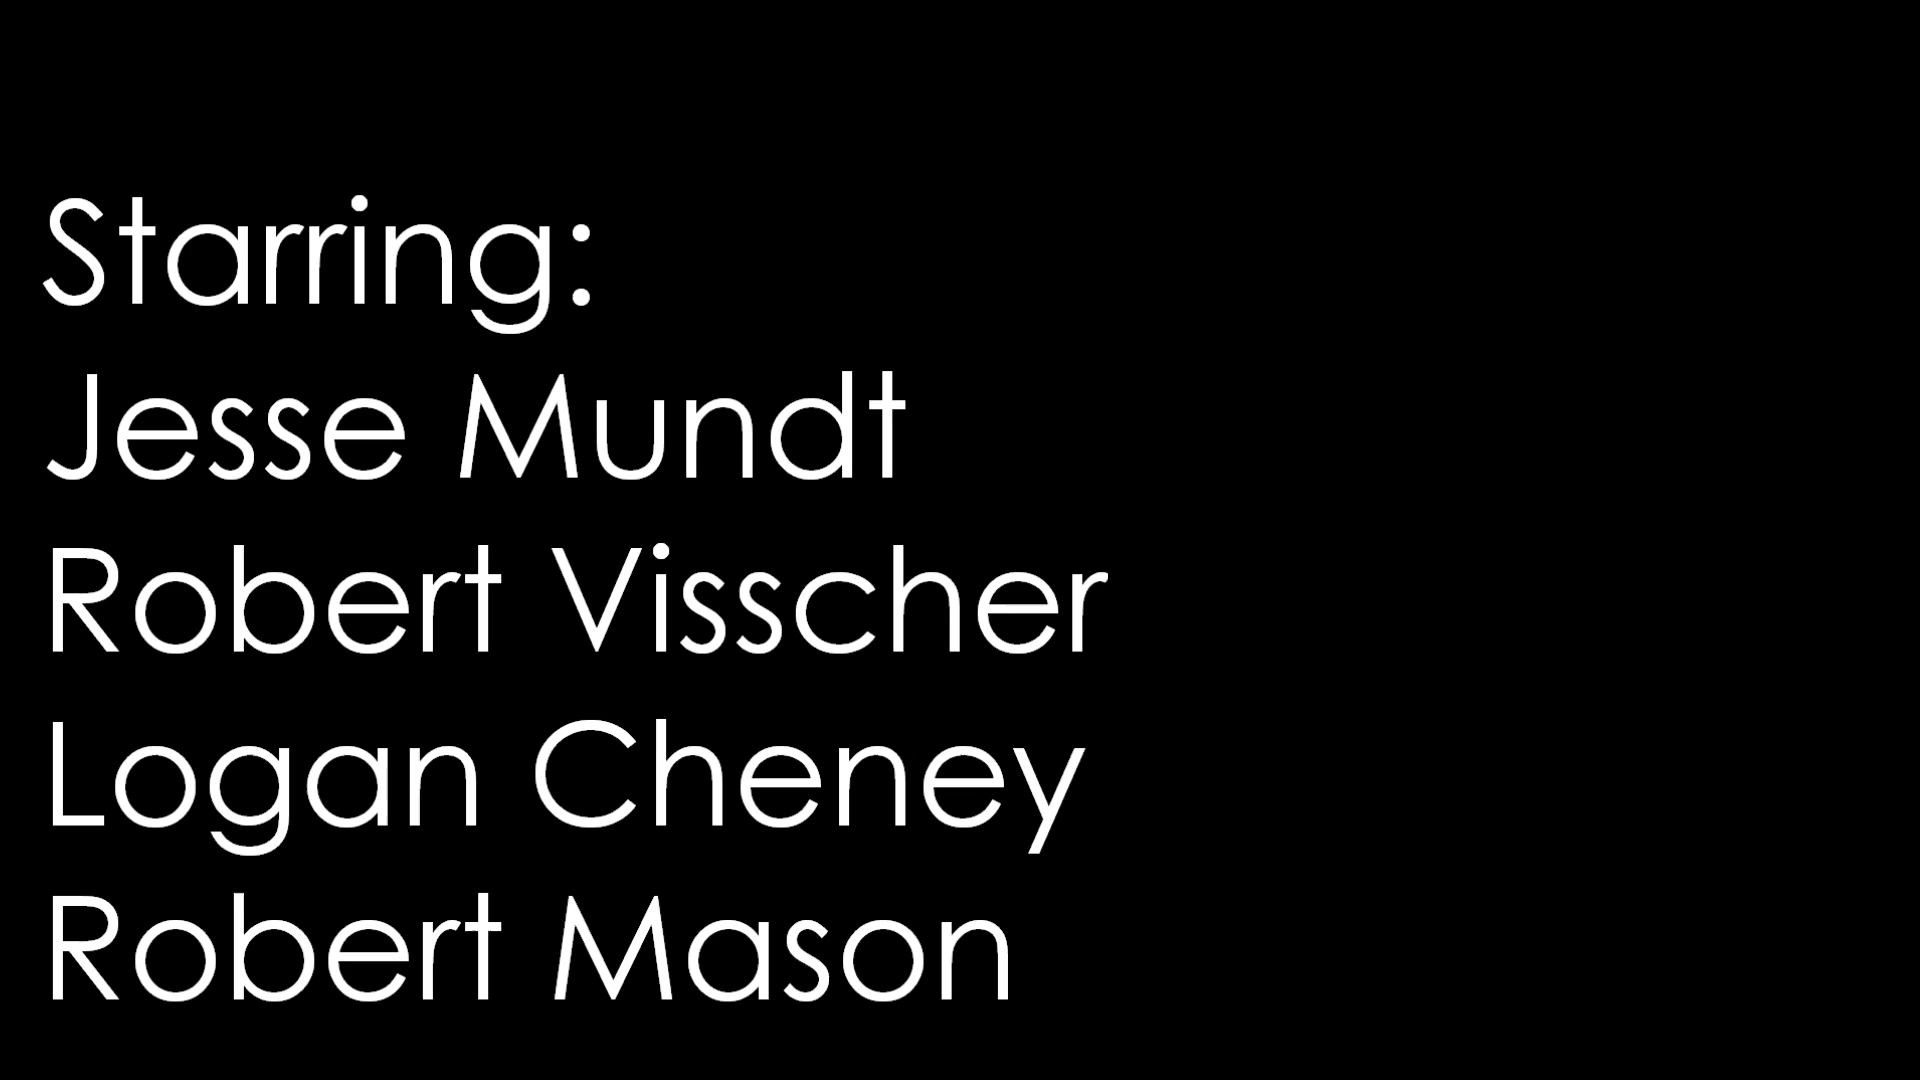 Starring:
Jesse Mundt
Robert Visscher
Logan Cheney
Robert Mason